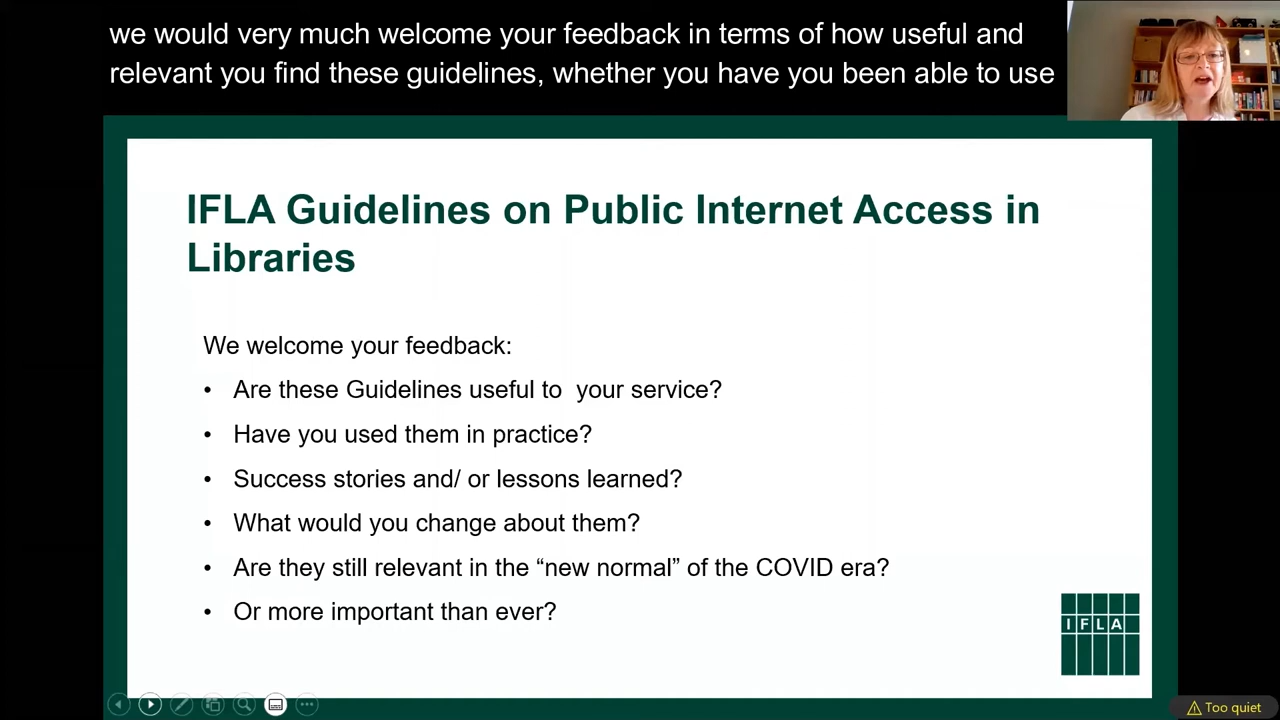 we would very much welcome your feedback in terms of how useful and
relevant you find these guidelines, whether you have you been able to use
IFLA Guidelines on Public Internet Access in
Libraries
We welcome your feedback:
• Are these Guidelines useful to  your service?
• Have you used them in practice?
• Success stories and/ or lessons learned?
• What would you change about them?
• Are they still relevant in the “new normal” of the COVID era?
• Or more important than ever?
IFLA
Too quiet